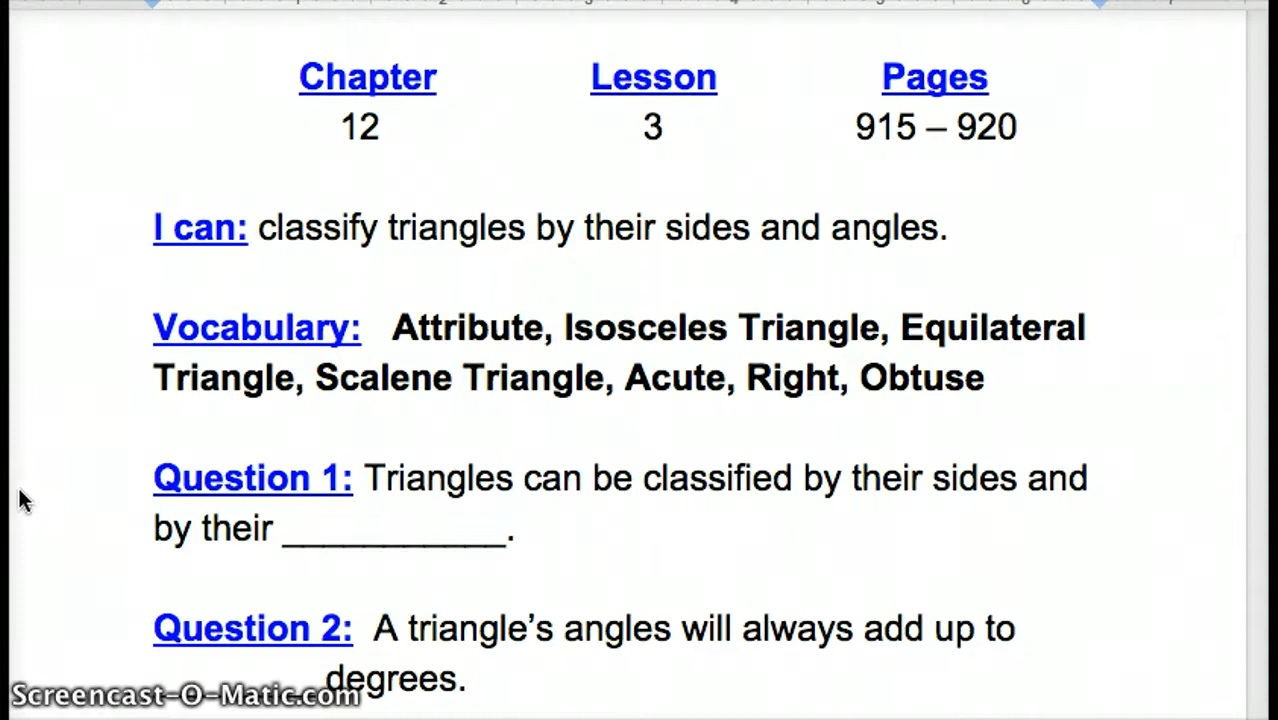 Chapter Lesson Pages
12 3 915 – 920
I can: classify triangles by their sides and angles.
Vocabulary: Attribute, Isosceles Triangle, Equilateral
Triangle, Scalene Triangle, Acute, Right, Obtuse
Question 1: Triangles can be classified by their sides and
by their ___________.
Question 2: A triangle’s angles will always add up to
degrees.
Screencast-O-Matic.com